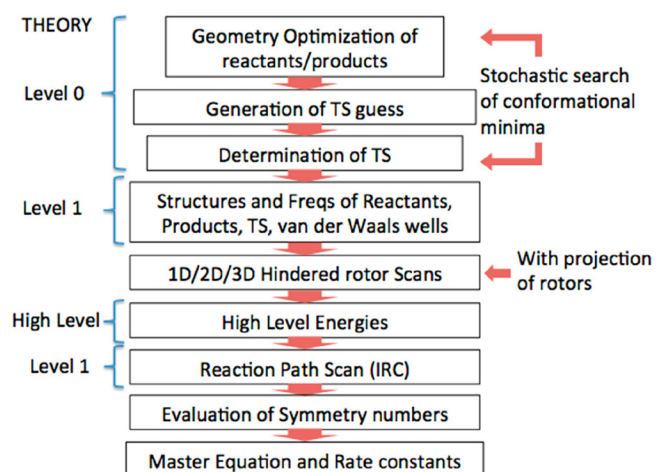 THEORY
Geometry Optimization of
reactants/products
Level 0
Stochastic search
of conformational
minima
Generation of TS guess
Determination of TS
Level 1
Structures and Freqs of Reactants,
Products, TS, van der Waals wells
1D/2D/3D Hindered rotor Scans
With projection
of rotors
High Level
High Level Energies
Level 1
Reaction Path Scan (IRC)
Evaluation of Symmetry numbers
Master Equation and Rate constants